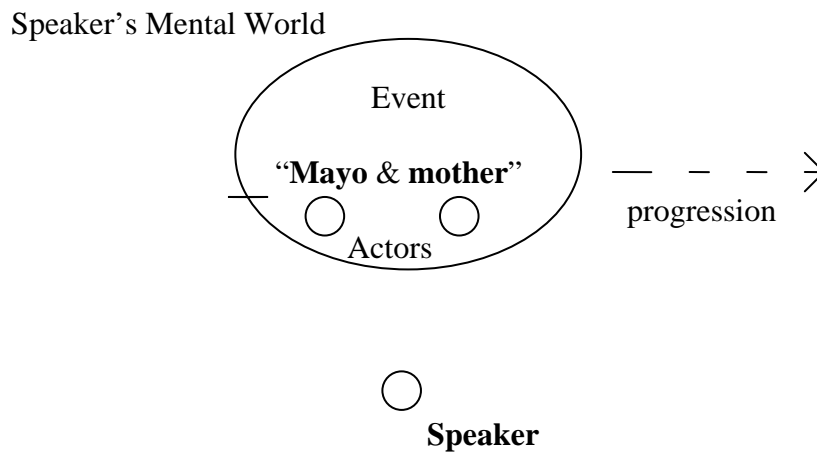 Speaker’s Mental World
Event
“Mayo & mother”
progression
Actors
Speaker